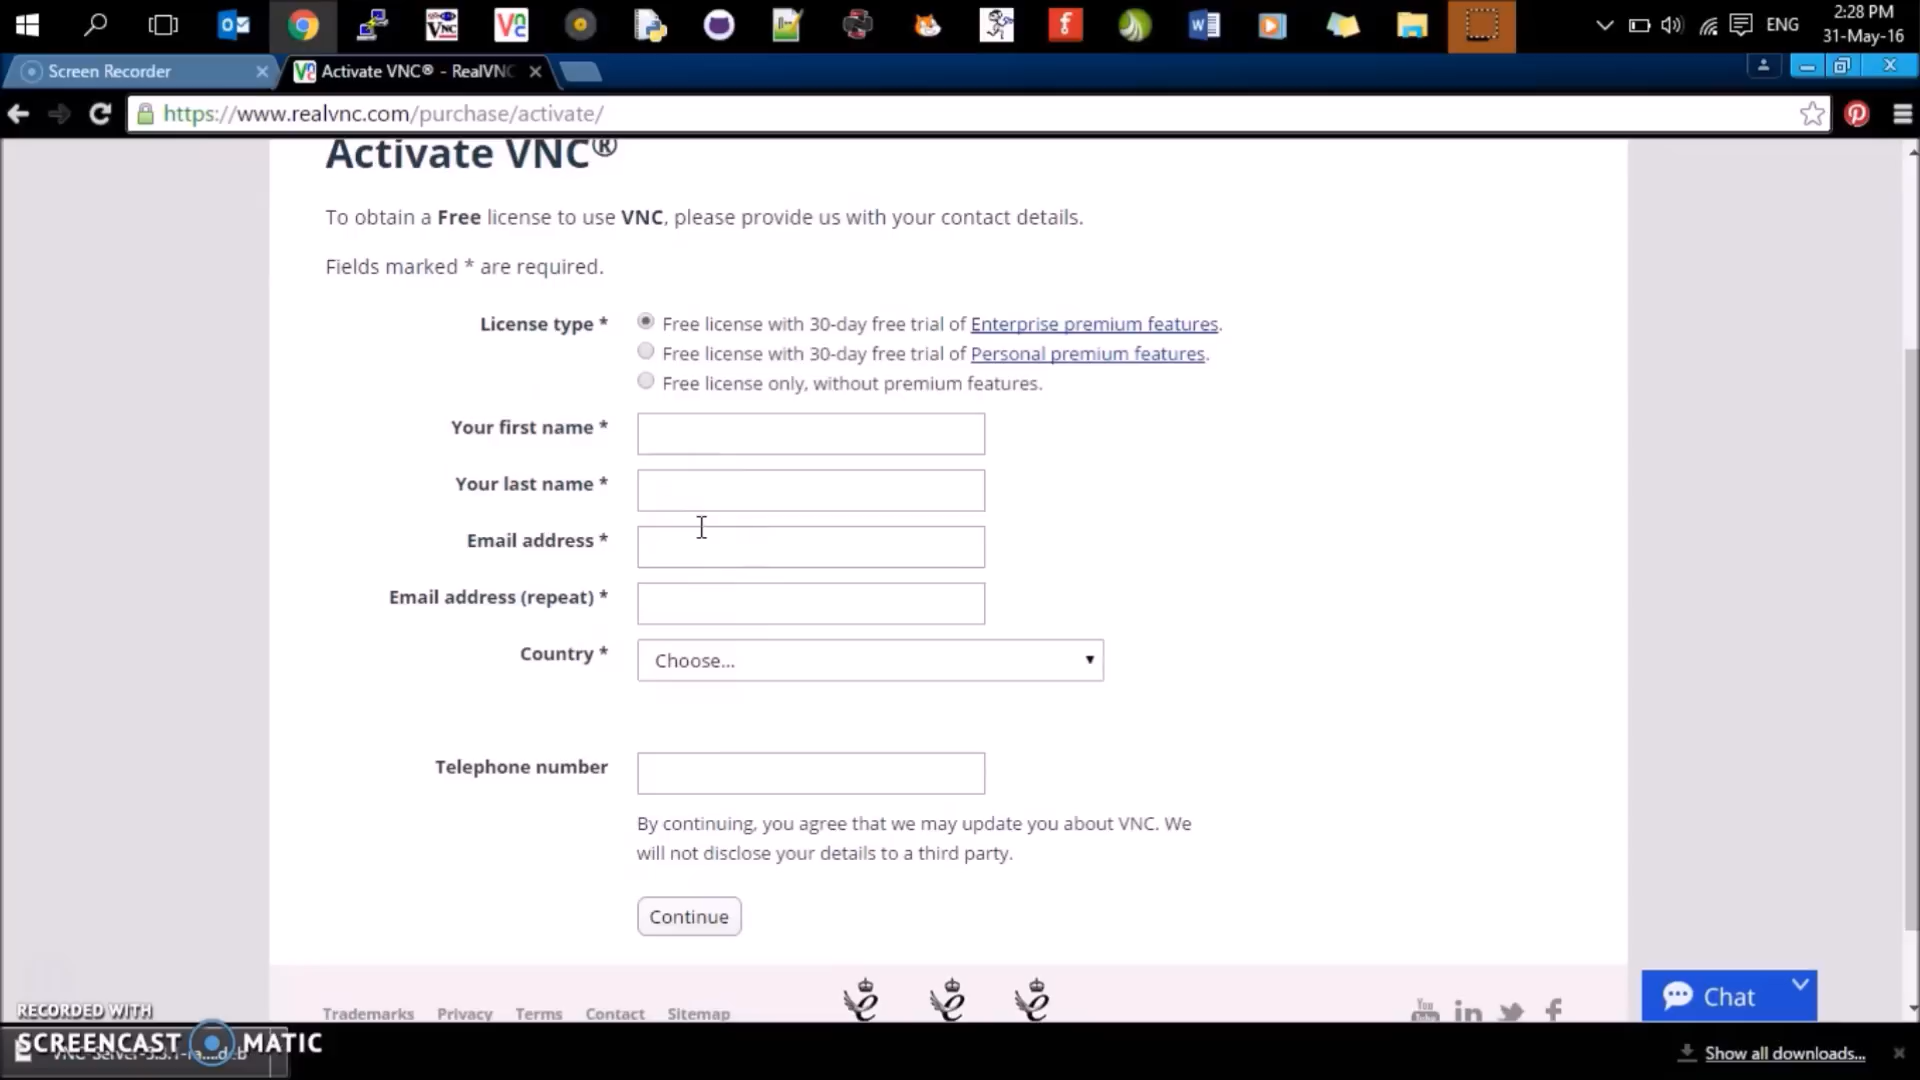 2:28 PM
ENG
31-May-16
Screen Recorder
Activate VNC® - RealVNC
https://www.realvnc.com/purchase/activate/
Activate VNC®
To obtain a Free license to use VNC, please provide us with your contact details.
Fields marked * are required.
License type *
Free license with 30-day free trial of Enterprise premium features.
Free license with 30-day free trial of Personal premium features.
Free license only, without premium features.
Your first name *
Your last name *
Email address *
Email address (repeat) *
Country *
Choose...
Telephone number
By continuing, you agree that we may update you about VNC. We
will not disclose your details to a third party.
Continue
Trademarks Privacy Terms Contact Sitemap
Chat
RECORDED WITH
SCREENCAST MATIC
Show all downloads...